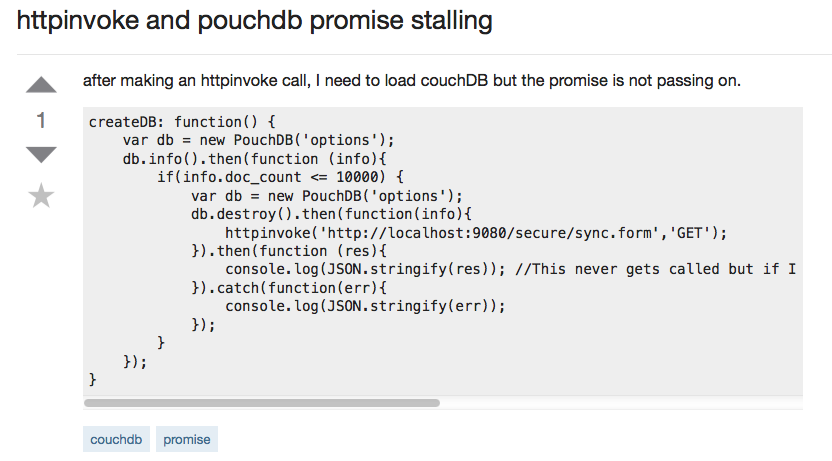 httpinvoke and pouchdb promise stalling
after making an httpinvoke call, I need to load couchDB but the promise is not passing on.
1
createDB: function() {
    var db = new PouchDB('options');
    db.info().then(function (info){
        if(info.doc_count <= 10000) {
            var db = new PouchDB('options');
            db.destroy().then(function(info){
                httpinvoke('http://localhost:9080/secure/sync.form','GET');
            }).then(function (res){
                console.log(JSON.stringify(res)); //This never gets called but if I
            }).catch(function(err){
                console.log(JSON.stringify(err));
            });
        }
    });
}
couchdb promise